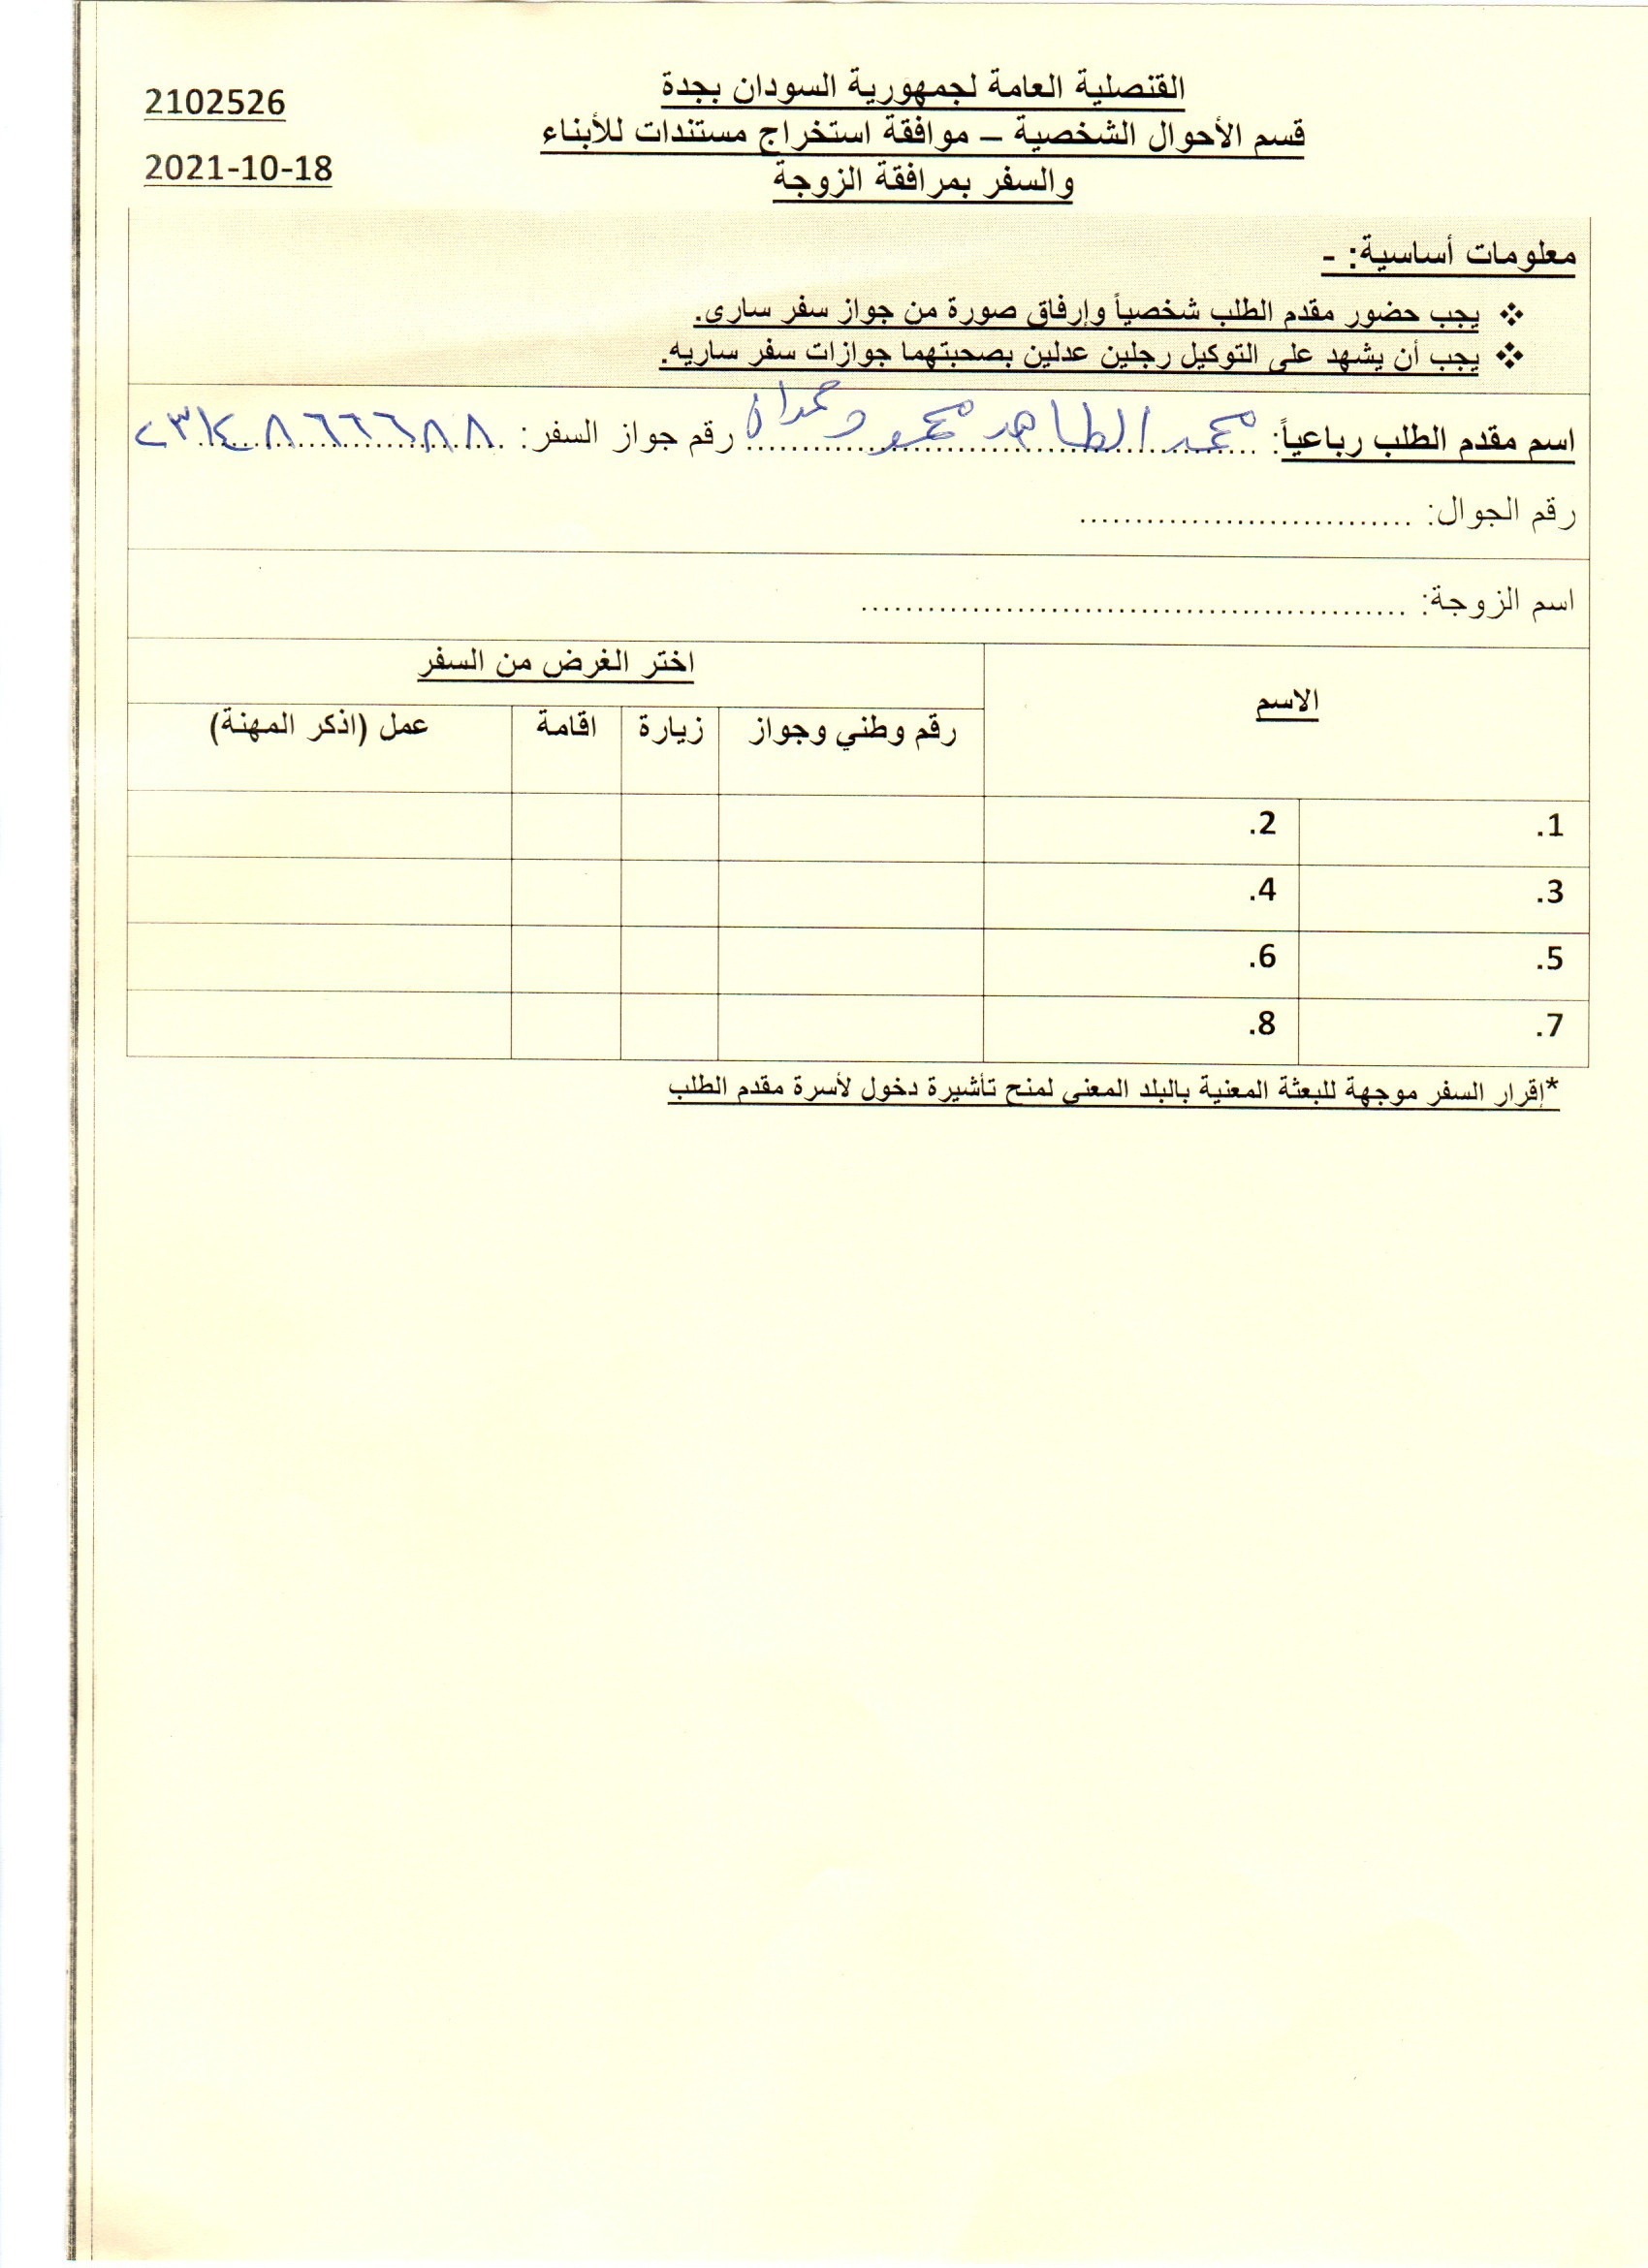 القنصلية العامة لجمهورية السودان بجدة
2102526
قسم الأحوال الشخصية – موافقة استخراج مستندات للأبناء
2021-10-18
والسفر بمرافقة الزوجة
معلومات أساسية: -
❖ يجب حضور مقدم الطلب شخصياً وإرفاق صورة من جواز سفر ساري.
❖ يجب أن يشهد على التوكيل رجلين عدلين بصحبتهما جوازات سفر ساريه.
اسم مقدم الطلب رباعياً: محمد الطاهر محمود حمدان رقم جواز السفر: ٢٣١٤٨٦٦٦٨٨
رقم الجوال: ..............................
اسم الزوجة: .................................................
الاسم اختر الغرض من السفر
رقم وطني وجواز زيارة اقامة عمل (اذكر المهنة)
1. 2.
3. 4.
5. 6.
7. 8.
*إقرار السفر موجهة للبعثة المعنية بالبلد المعني لمنح تأشيرة دخول لأسرة مقدم الطلب